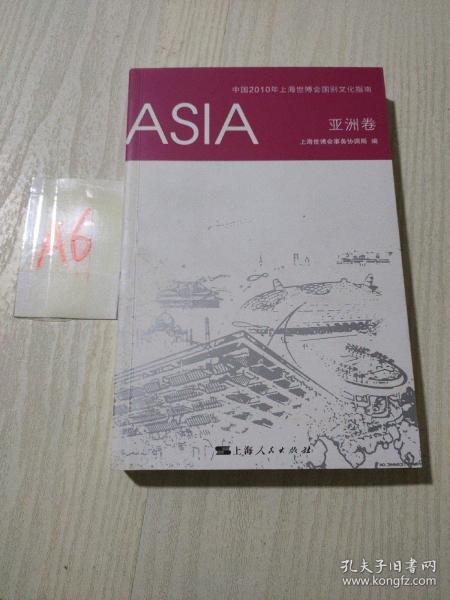 中国2010年上海世博会国别文化指南
ASIA
亚洲卷
上海世博会事务协调局 编
A6
上海人民出版社
孔夫子旧书网
www.kongfz.com